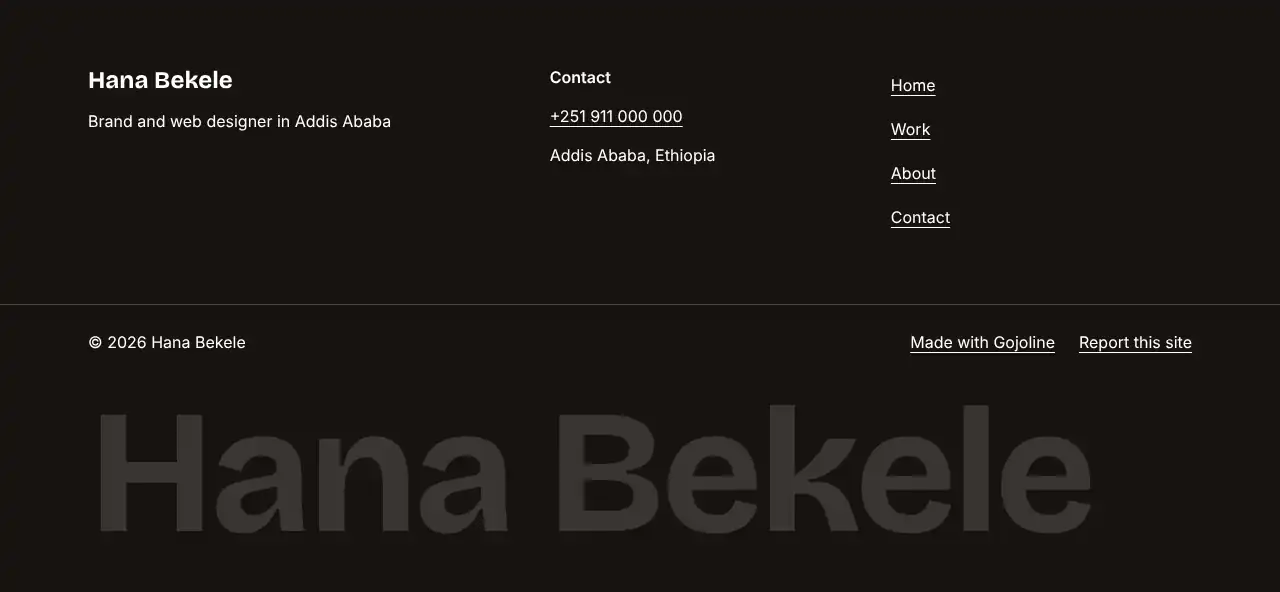 Hana Bekele
Brand and web designer in Addis Ababa
Contact
+251 911 000 000
Addis Ababa, Ethiopia
Home
Work
About
Contact
© 2026 Hana Bekele
Made with Gojoline
Report this site
Hana Bekele